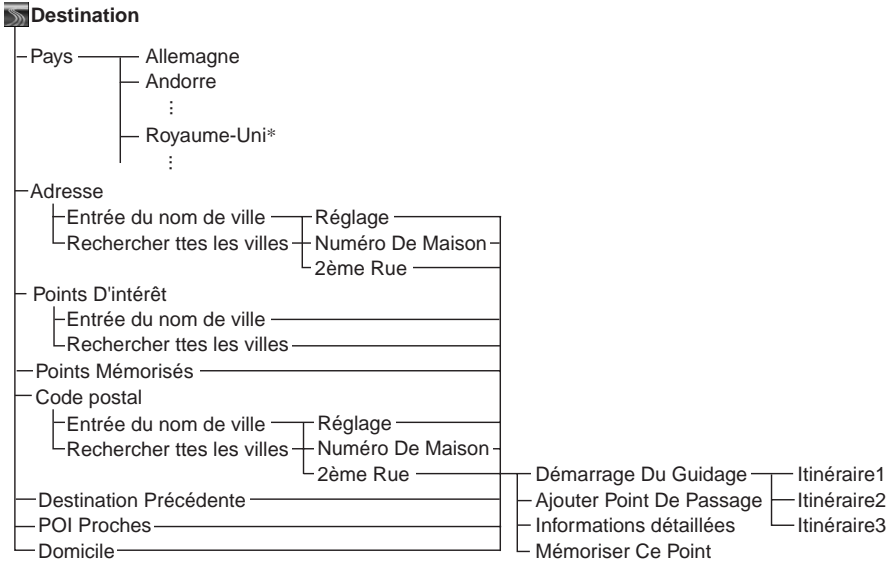 Destination
Pays Allemagne
Andorre
⋮
Royaume-Uni*
⋮
Adresse
Entrée du nom de ville Réglage
Rechercher ttes les villes Numéro De Maison
2ème Rue
Points D'intérêt
Entrée du nom de ville
Rechercher ttes les villes
Points Mémorisés
Code postal
Entrée du nom de ville Réglage
Rechercher ttes les villes Numéro De Maison
2ème Rue Démarrage Du Guidage Itinéraire1
Destination Précédente Ajouter Point De Passage Itinéraire2
POI Proches Informations détaillées Itinéraire3
Domicile Mémoriser Ce Point